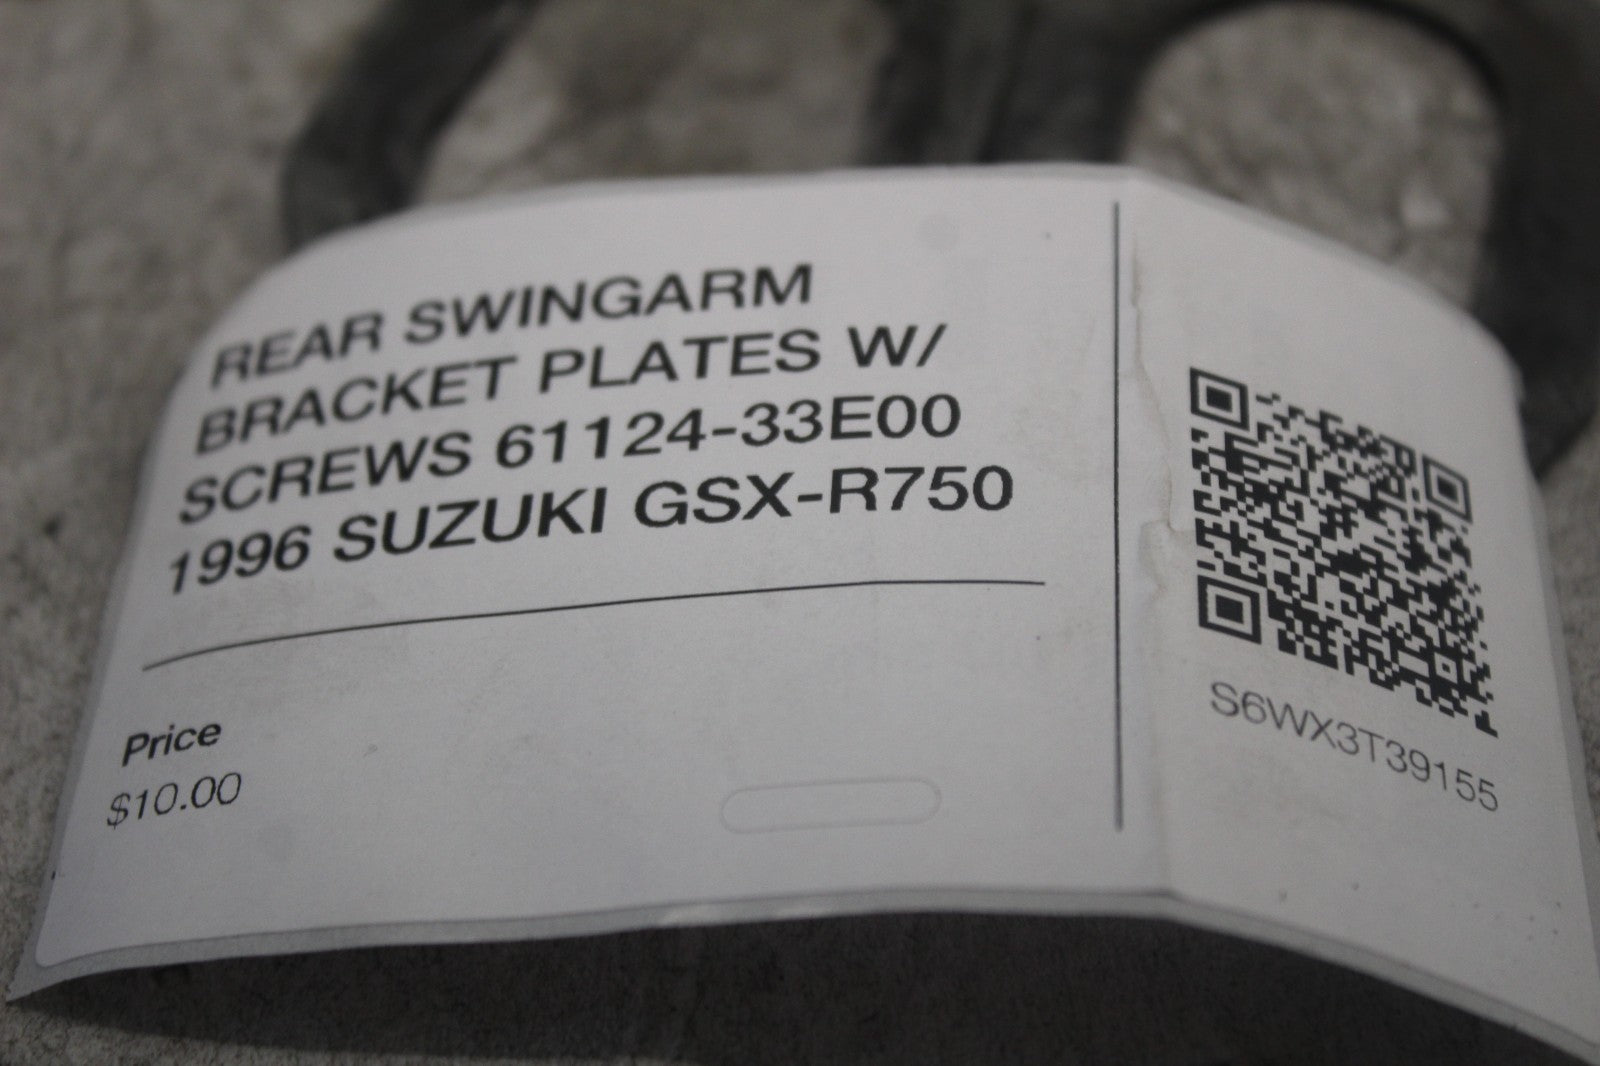 REAR SWINGARM
BRACKET PLATES W/
SCREWS 61124-33E00
1996 SUZUKI GSX-R750
Price
$10.00
S6WX3T39155